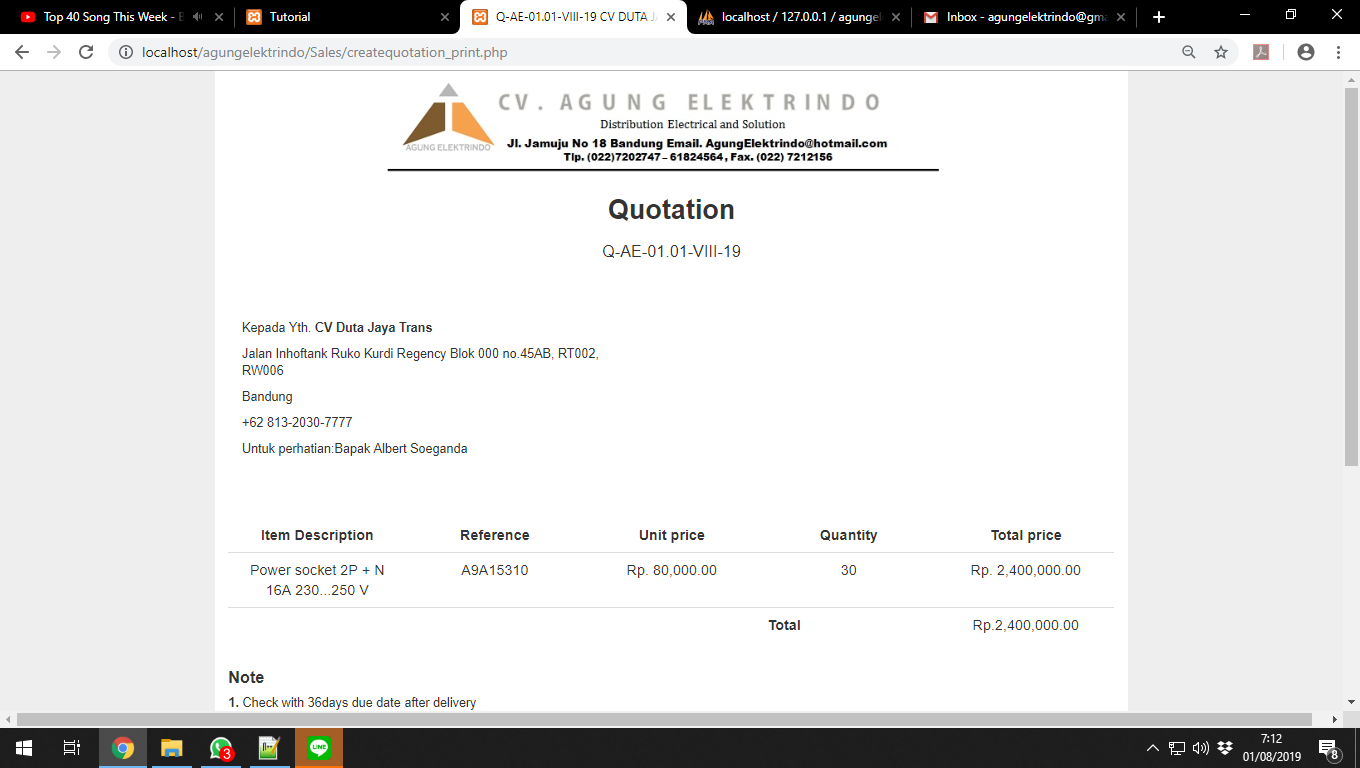 Top 40 Song This Week - B
Tutorial
Q-AE-01.01-VIII-19 CV DUTA JA
localhost / 127.0.0.1 / agungel
Inbox - agungelektrindo@gma
localhost/agungelektrindo/Sales/createquotation_print.php
CV. AGUNG ELEKTRINDO
Distribution Electrical and Solution
AGUNG ELEKTRINDO
Jl. Jamuju No 18 Bandung Email. AgungElektrindo@hotmail.com
Tlp. (022)7202747 – 61824564, Fax. (022) 7212156
Quotation
Q-AE-01.01-VIII-19
Kepada Yth. CV Duta Jaya Trans
Jalan Inhoftank Ruko Kurdi Regency Blok 000 no.45AB, RT002,
RW006
Bandung
+62 813-2030-7777
Untuk perhatian:Bapak Albert Soeganda
Item Description Reference Unit price Quantity Total price
Power socket 2P + N A9A15310 Rp. 80,000.00 30 Rp. 2,400,000.00
16A 230...250 V
Total Rp.2,400,000.00
Note
1. Check with 36days due date after delivery
3
LINE
7:12
01/08/2019
8